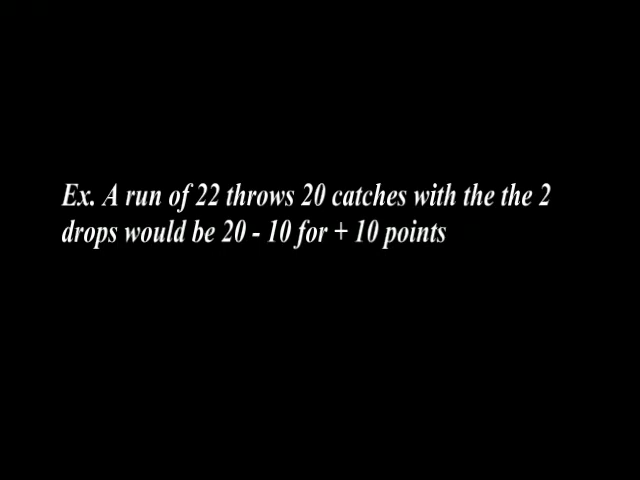 Ex. A run of 22 throws 20 catches with the the 2
drops would be 20 - 10 for + 10 points